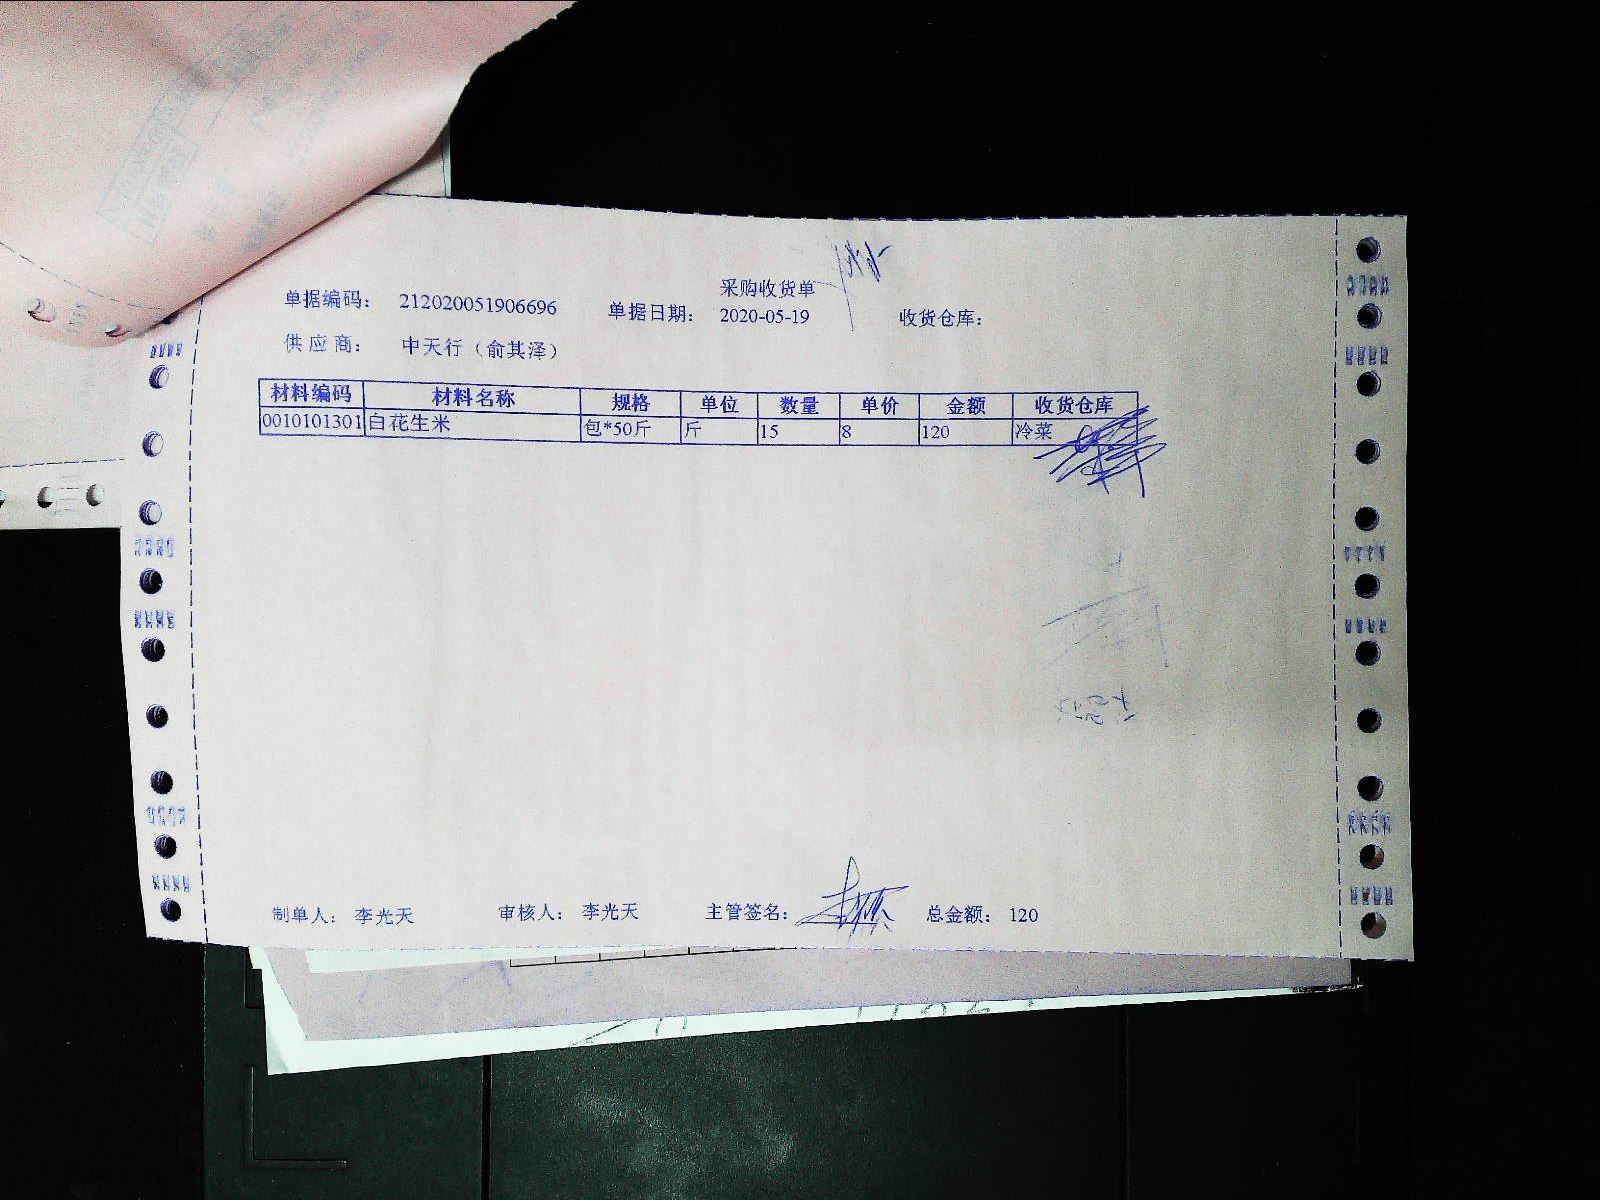 采购收货单
单据编码： 212020051906696 单据日期： 2020-05-19 收货仓库：
供应商： 中天行（俞其泽）
材料编码 材料名称 规格 单位 数量 单价 金额 收货仓库
0010101301 白花生米 包*50斤 斤 15 8 120 冷菜
制单人： 李光天 审核人： 李光天 主管签名： 总金额： 120